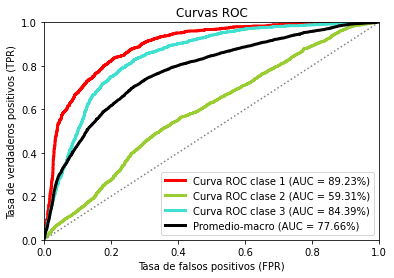 Curvas ROC
Tasa de verdaderos positivos (TPR)
1.0
0.8
0.6
0.4
0.2
0.0
Curva ROC clase 1 (AUC = 89.23%)
Curva ROC clase 2 (AUC = 59.31%)
Curva ROC clase 3 (AUC = 84.39%)
Promedio-macro (AUC = 77.66%)
0.0 0.2 0.4 0.6 0.8 1.0
Tasa de falsos positivos (FPR)